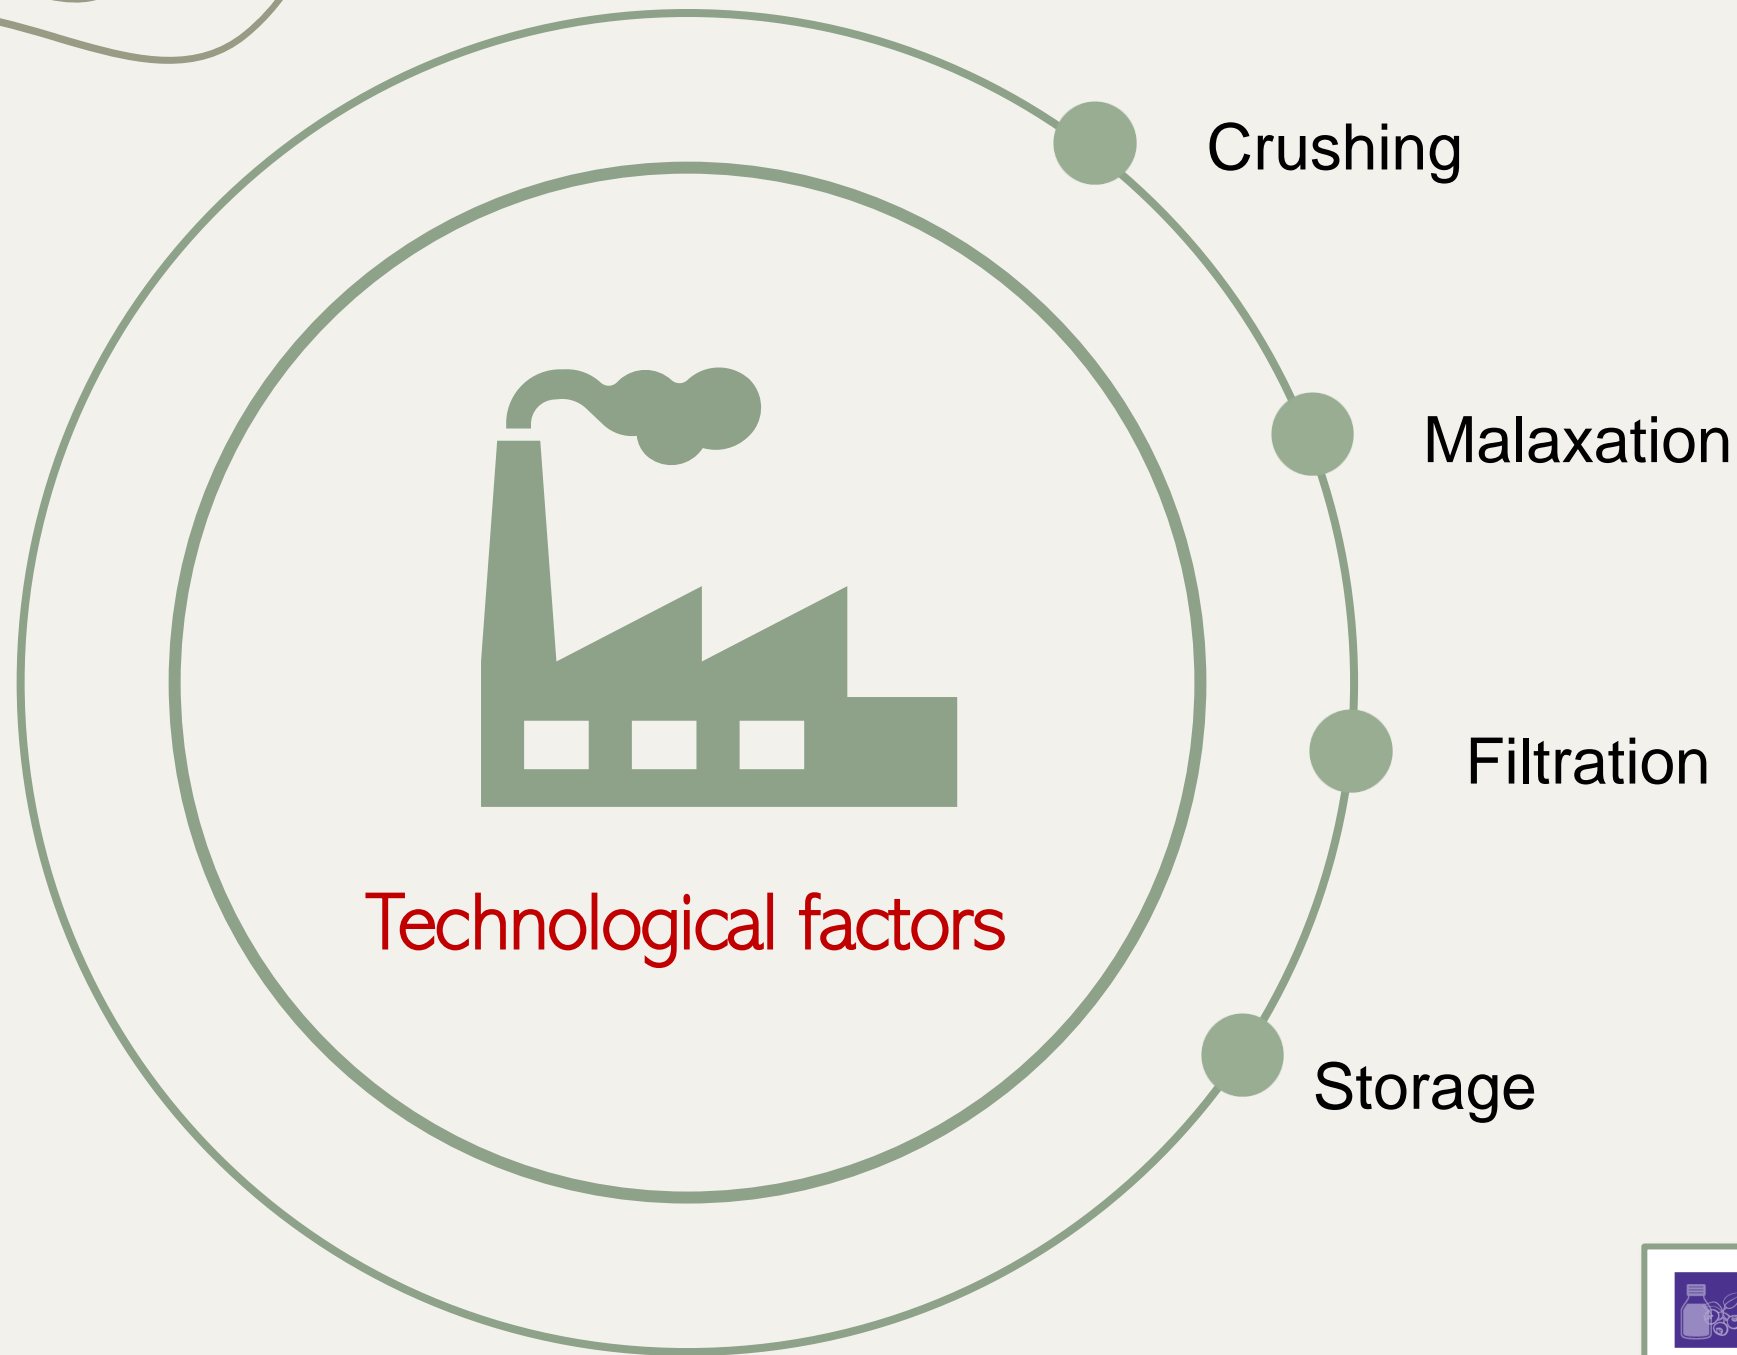 Crushing
Malaxation
Filtration
Technological factors
Storage